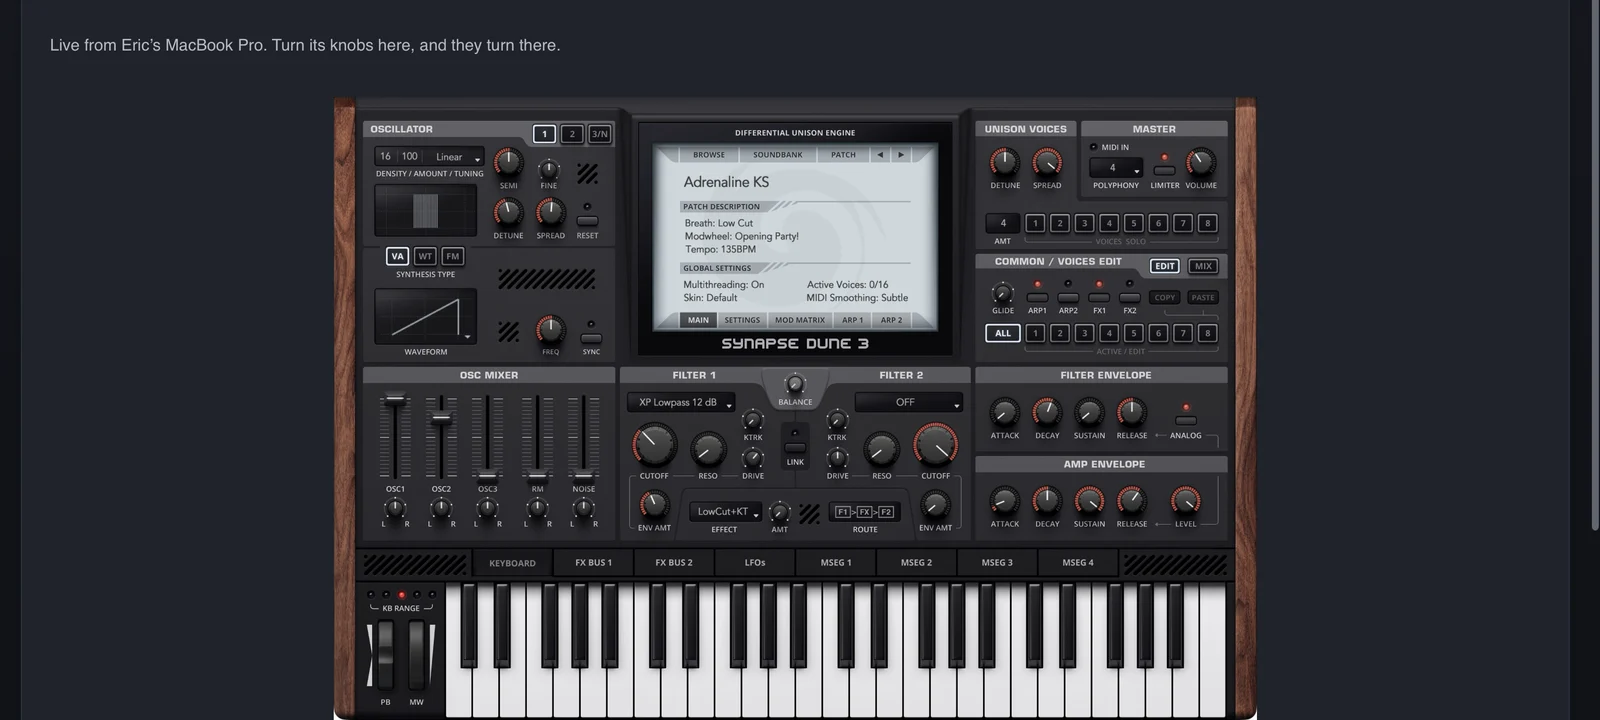 Live from Eric's MacBook Pro. Turn its knobs here, and they turn there.
OSCILLATOR
1 2 3/N
16 100 Linear
DENSITY / AMOUNT / TUNING
SEMI FINE
DETUNE SPREAD RESET
VA WT FM
SYNTHESIS TYPE
WAVEFORM
FREQ SYNC
DIFFERENTIAL UNISON ENGINE
BROWSE SOUNDBANK PATCH
Adrenaline KS
PATCH DESCRIPTION
Breath: Low Cut
Modwheel: Opening Party!
Tempo: 135BPM
GLOBAL SETTINGS
Multithreading: On Active Voices: 0/16
Skin: Default MIDI Smoothing: Subtle
MAIN SETTINGS MOD MATRIX ARP 1 ARP 2
SYNAPSE DUNE 3
UNISON VOICES
DETUNE SPREAD
MASTER
MIDI IN
4
POLYPHONY LIMITER VOLUME
4 1 2 3 4 5 6 7 8
AMT VOICES SOLO
COMMON / VOICES EDIT EDIT MIX
GLIDE ARP1 ARP2 FX1 FX2 COPY PASTE
ALL 1 2 3 4 5 6 7 8
ACTIVE / EDIT
OSC MIXER
OSC1 OSC2 OSC3 RM NOISE
L R L R L R L R L R
FILTER 1 FILTER 2
BALANCE
XP Lowpass 12 dB OFF
KTRK KTRK
LINK
CUTOFF RESO DRIVE DRIVE RESO CUTOFF
LowCut+KT F1>FX>F2
ENV AMT EFFECT AMT ROUTE ENV AMT
FILTER ENVELOPE
ATTACK DECAY SUSTAIN RELEASE ANALOG
AMP ENVELOPE
ATTACK DECAY SUSTAIN RELEASE LEVEL
KEYBOARD FX BUS 1 FX BUS 2 LFOs MSEG 1 MSEG 2 MSEG 3 MSEG 4
KB RANGE
PB MW